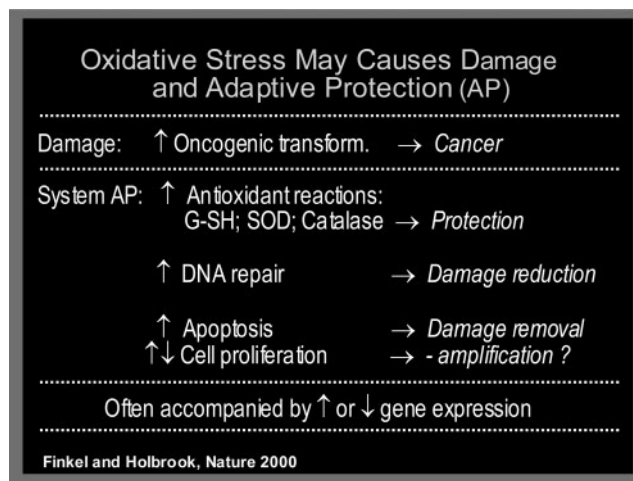 Oxidative Stress May Causes Damage
and Adaptive Protection (AP)
Damage: ↑ Oncogenic transform. → Cancer
System AP: ↑ Antioxidant reactions:
G-SH; SOD; Catalase → Protection
↑ DNA repair → Damage reduction
↑ Apoptosis → Damage removal
↑↓ Cell proliferation → - amplification ?
Often accompanied by ↑ or ↓ gene expression
Finkel and Holbrook, Nature 2000